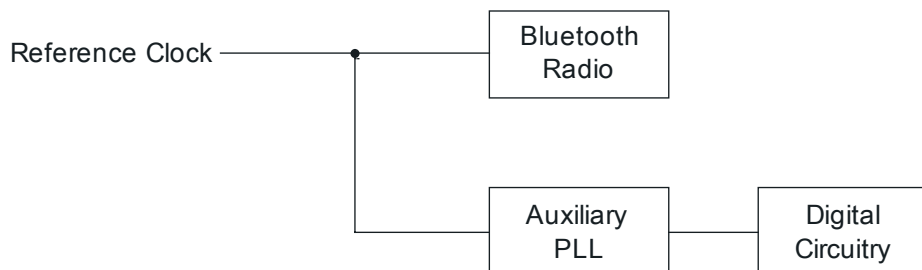 Reference Clock
Bluetooth
Radio
Auxiliary
PLL
Digital
Circuitry